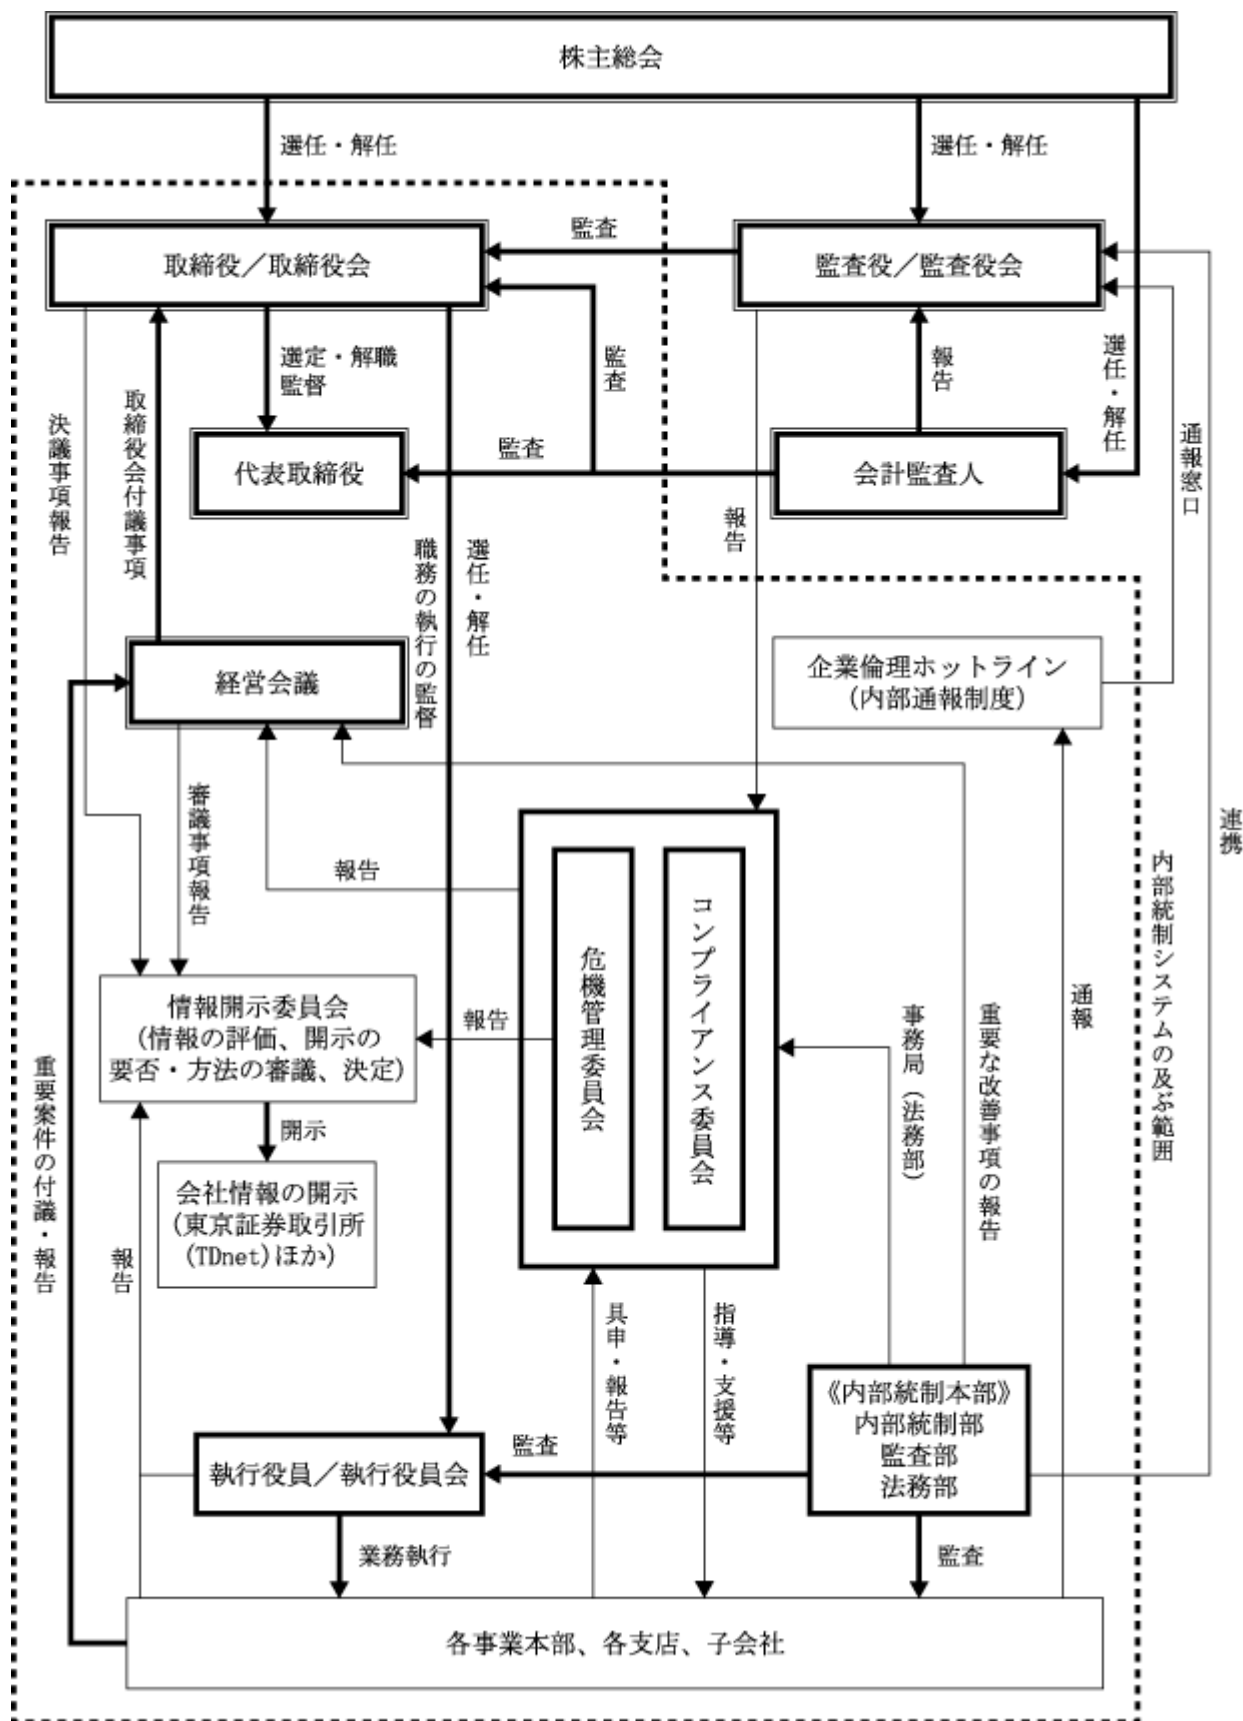 株主総会
選任・解任
選任・解任
監査
取締役／取締役会
監査役／監査役会
選任・解任
選定・解職
監督
監査
報告
決議事項報告
取締役会付議事項
代表取締役
監査
会計監査人
通報窓口
報告
職務の執行の監督
選任・解任
経営会議
企業倫理ホットライン
(内部通報制度)
審議事項報告
報告
連携
内部統制システムの及ぶ範囲
危機管理委員会
コンプライアンス委員会
情報開示委員会
(情報の評価、開示の
要否・方法の審議、決定)
報告
事務局（法務部）
重要な改善事項の報告
通報
重要案件の付議・報告
開示
会社情報の開示
(東京証券取引所
(TDnet)ほか)
報告
具申・報告等
指導・支援等
《内部統制本部》
内部統制部
監査部
法務部
執行役員／執行役員会
監査
業務執行
監査
各事業本部、各支店、子会社